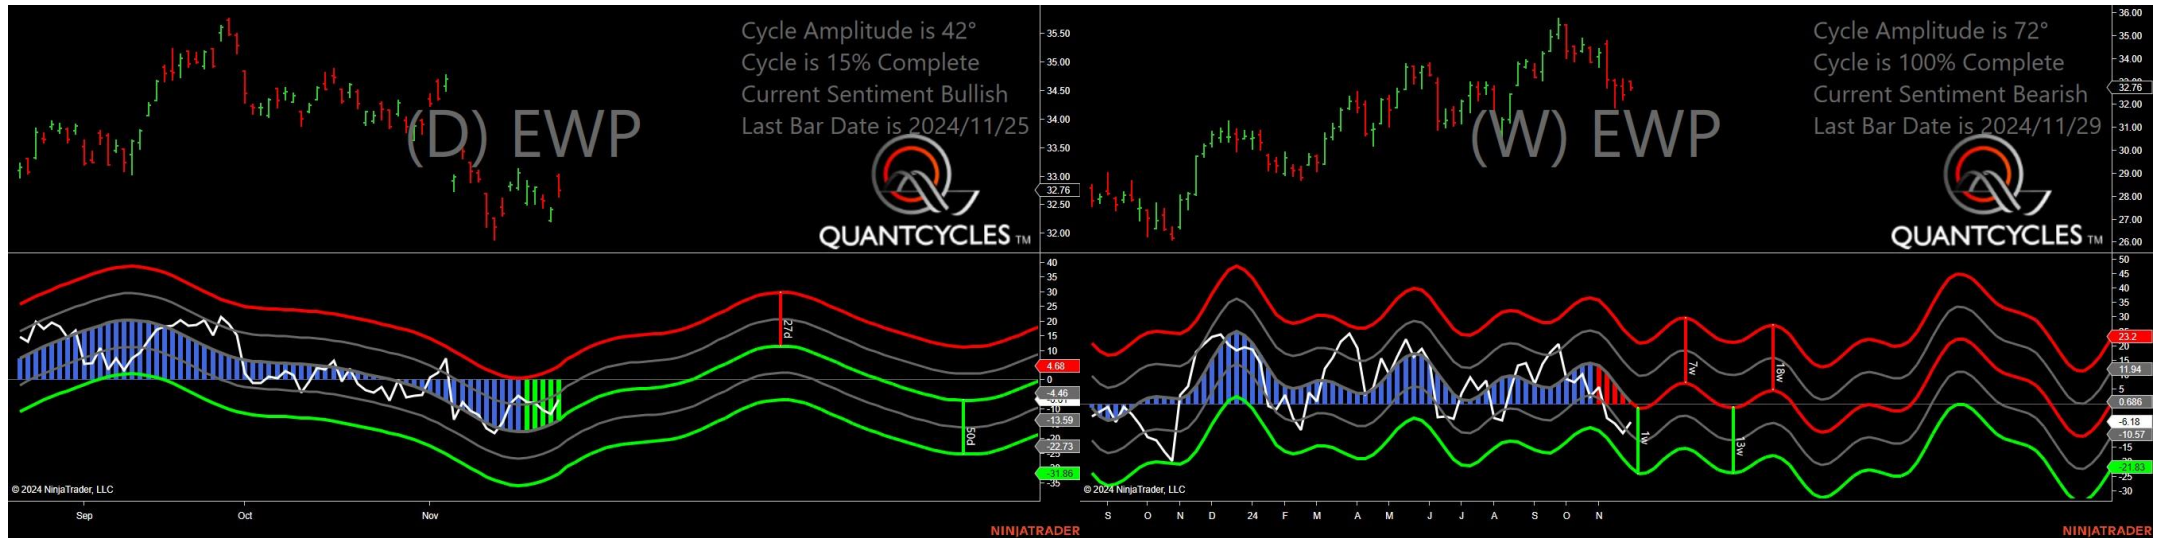 Cycle Amplitude is 42°
Cycle is 15% Complete
Current Sentiment Bullish
Last Bar Date is 2024/11/25
(D) EWP
QUANTCYCLES TM
35.50
35.00
34.50
34.00
33.50
33.00
32.76
32.50
32.00
40
35
30
25
20
15
10
4.68
0
-4.46
-10
-13.59
-22.73
-25
-31.86
-35
27d
50d
© 2024 NinjaTrader, LLC
Sep Oct Nov
NINJATRADER
Cycle Amplitude is 72°
Cycle is 100% Complete
Current Sentiment Bearish
Last Bar Date is 2024/11/29
(W) EWP
QUANTCYCLES TM
36.00
35.00
34.00
32.76
32.00
31.00
30.00
29.00
28.00
27.00
26.00
50
45
40
35
30
23.2
20
15
11.94
5
0.686
-6.18
-10.57
-15
-21.83
-25
-30
1w
7w
13w
18w
© 2024 NinjaTrader, LLC
S O N D 24 F M A M J J A S O N
NINJATRADER